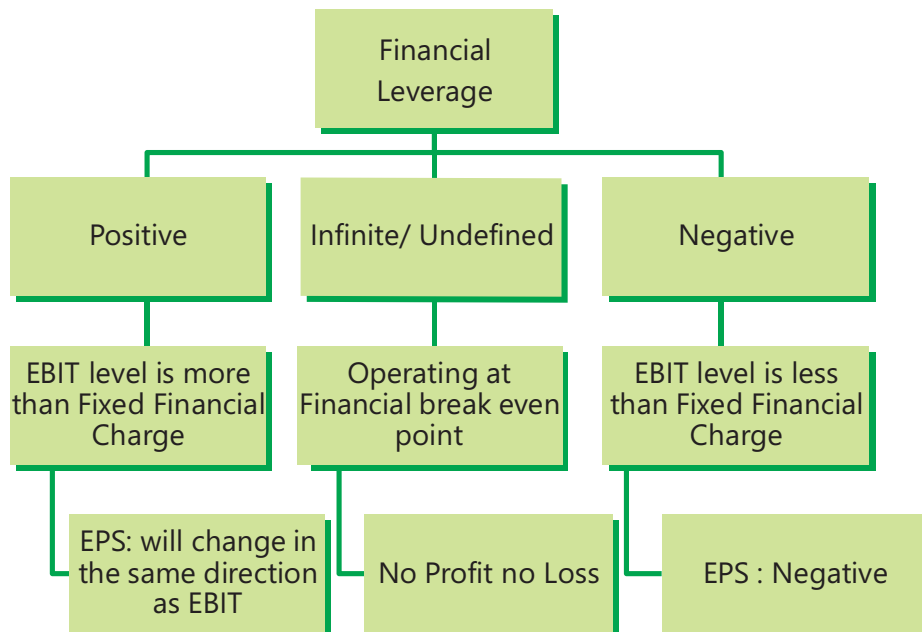 Financial
Leverage
Positive
Infinite/ Undefined
Negative
EBIT level is more
than Fixed Financial
Charge
Operating at
Financial break even
point
EBIT level is less
than Fixed Financial
Charge
EPS: will change in
the same direction
as EBIT
No Profit no Loss
EPS : Negative